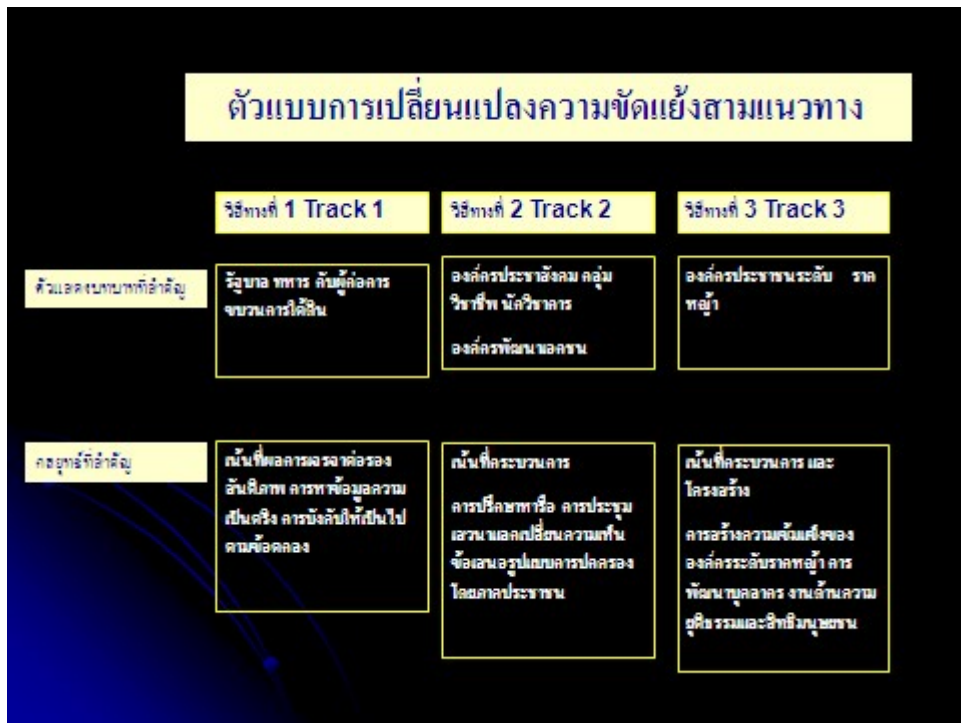 ตัวแบบการเปลี่ยนแปลงความขัดแย้งสามแนวทาง
วิธีทางที่ 1 Track 1
วิธีทางที่ 2 Track 2
วิธีทางที่ 3 Track 3
ตัวแสดงบทบาทที่สำคัญ
รัฐบาล ทหาร กับผู้ก่อการ
ขบวนการใต้ดิน
องค์กรประชาสังคม กลุ่ม
วิชาชีพ นักวิชาการ
องค์กรพัฒนาเอกชน
องค์กรประชาชนระดับ ราก
หญ้า
กลยุทธ์ที่สำคัญ
เน้นที่ผลการเจรจาต่อรอง
สันติภาพ การหาข้อมูลความ
เป็นจริง การบังคับให้เป็นไป
ตามข้อตกลง
เน้นที่กระบวนการ
การปรึกษาหารือ การประชุม
เสวนาแลกเปลี่ยนความเห็น
ข้อเสนอรูปแบบการปกครอง
โดยภาคประชาชน
เน้นที่กระบวนการ และ
โครงสร้าง
การสร้างความเข้มแข็งของ
องค์กรระดับรากหญ้า การ
พัฒนาบุคลากร งานด้านความ
ยุติธรรมและสิทธิมนุษยชน